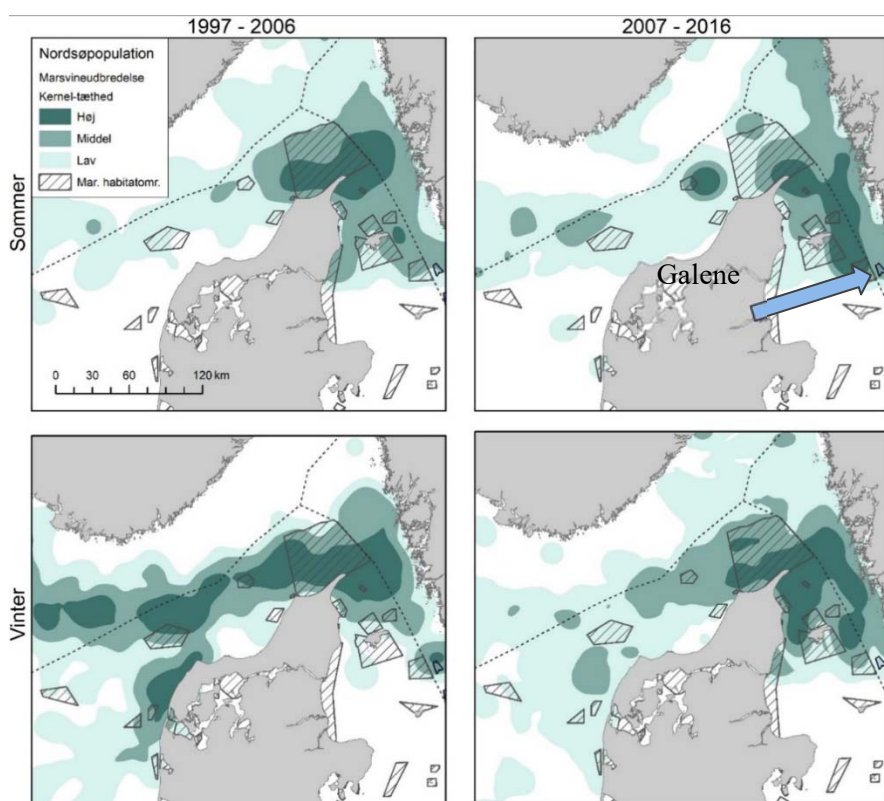 1997 - 2006
2007 - 2016
Nordsøpopulation
Marsvineudbredelse
Kernel-tæthed
Høj
Middel
Lav
Mar. habitatomr.
Sommer
Galene
0 30 60 120 km
Vinter